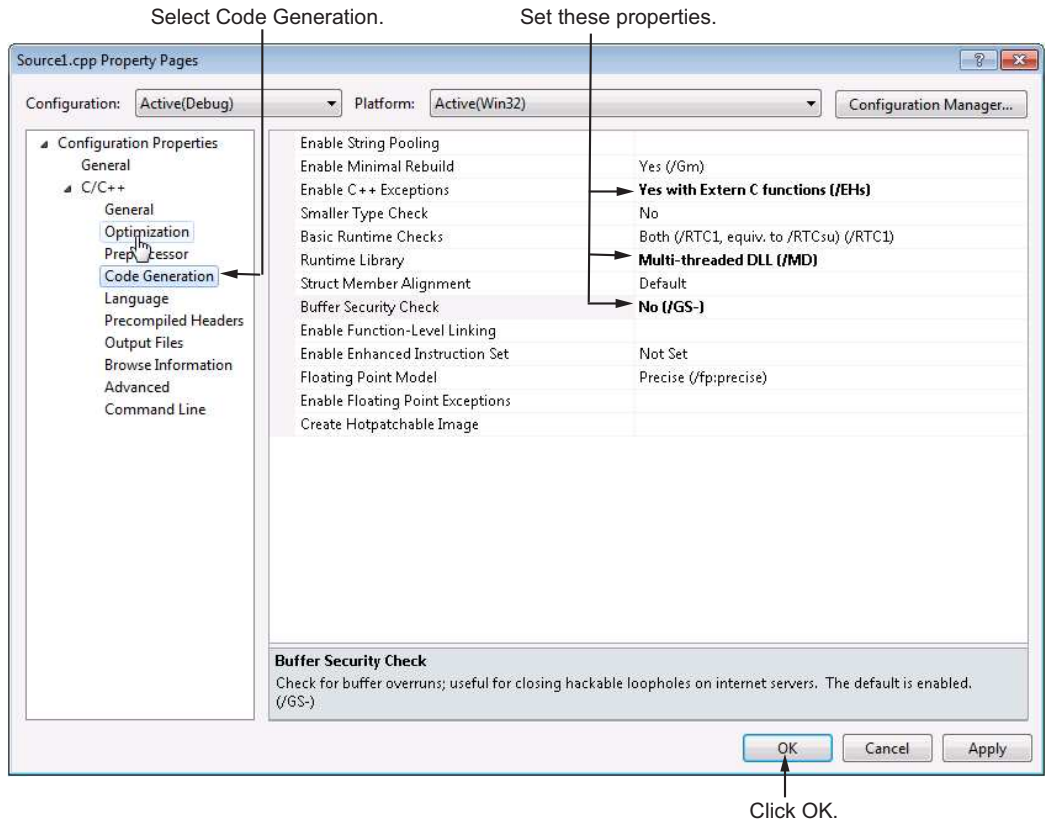 Select Code Generation.
Set these properties.
Source1.cpp Property Pages
Configuration: Active(Debug) Platform: Active(Win32) Configuration Manager...
Configuration Properties
General
C/C++
General
Optimization
Preprocessor
Code Generation
Language
Precompiled Headers
Output Files
Browse Information
Advanced
Command Line
Enable String Pooling
Enable Minimal Rebuild Yes (/Gm)
Enable C++ Exceptions Yes with Extern C functions (/EHs)
Smaller Type Check No
Basic Runtime Checks Both (/RTC1, equiv. to /RTCsu) (/RTC1)
Runtime Library Multi-threaded DLL (/MD)
Struct Member Alignment Default
Buffer Security Check No (/GS-)
Enable Function-Level Linking
Enable Enhanced Instruction Set Not Set
Floating Point Model Precise (/fp:precise)
Enable Floating Point Exceptions
Create Hotpatchable Image
Buffer Security Check
Check for buffer overruns; useful for closing hackable loopholes on internet servers. The default is enabled.
(/GS-)
OK Cancel Apply
Click OK.